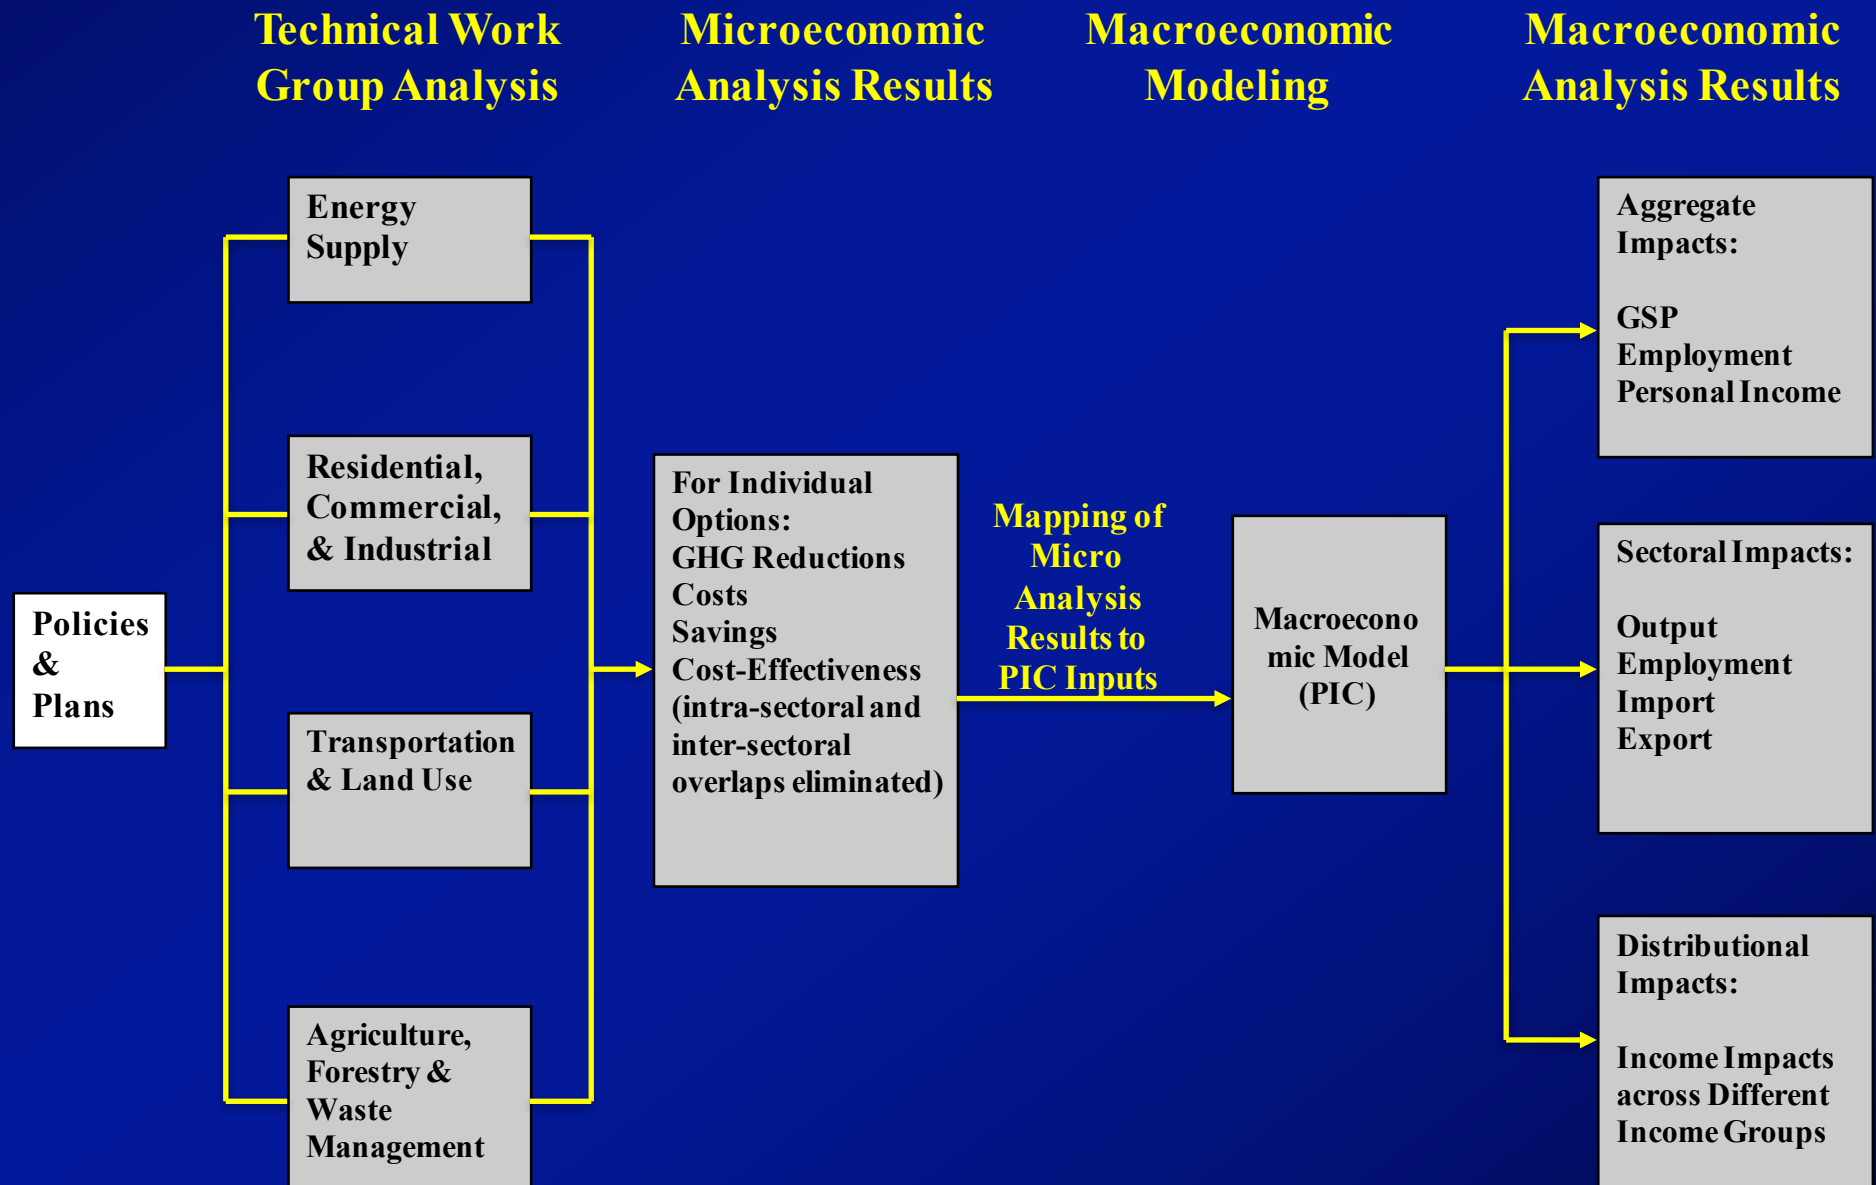 Technical Work
Group Analysis
Microeconomic
Analysis Results
Macroeconomic
Modeling
Macroeconomic
Analysis Results
Policies
&
Plans
Energy
Supply
Residential,
Commercial,
& Industrial
Transportation
& Land Use
Agriculture,
Forestry &
Waste
Management
For Individual
Options:
GHG Reductions
Costs
Savings
Cost-Effectiveness
(intra-sectoral and
inter-sectoral
overlaps eliminated)
Mapping of
Micro
Analysis
Results to
PIC Inputs
Macroecono
mic Model
(PIC)
Aggregate
Impacts:
GSP
Employment
Personal Income
Sectoral Impacts:
Output
Employment
Import
Export
Distributional
Impacts:
Income Impacts
across Different
Income Groups